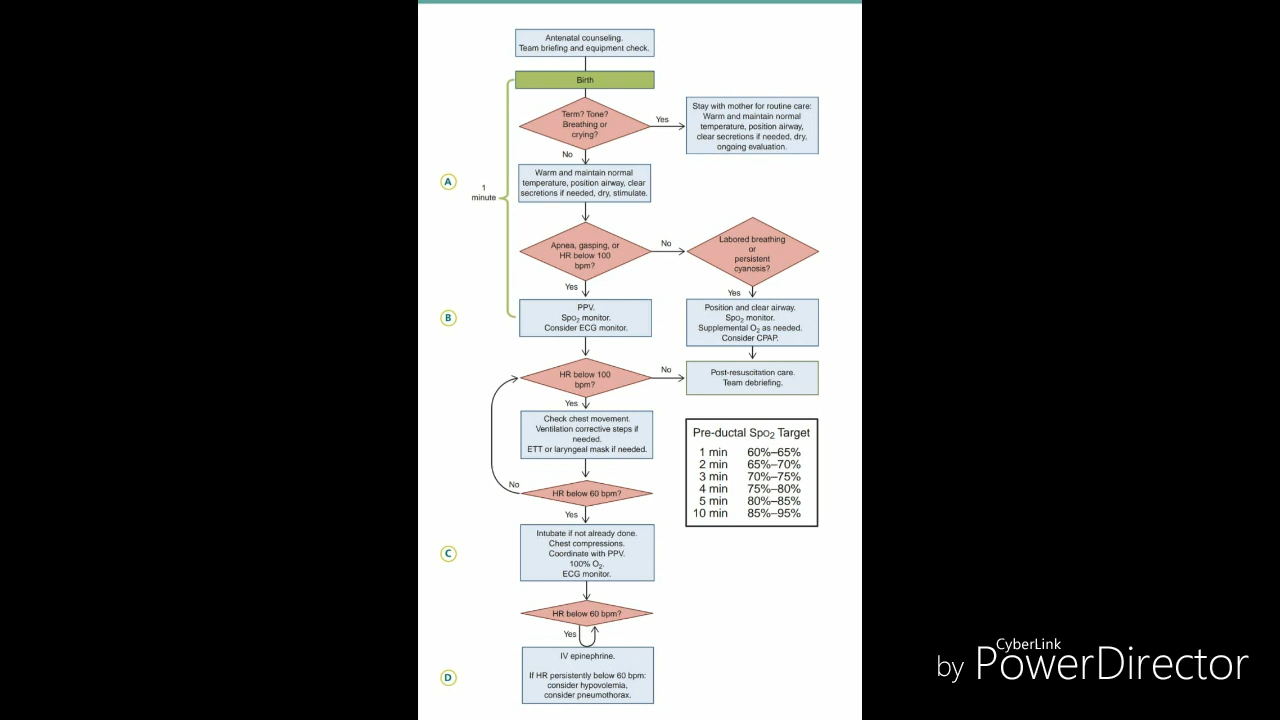 Antenatal counseling.
Team briefing and equipment check.
Birth
Term? Tone?
Breathing or
crying?
Yes
Stay with mother for routine care:
Warm and maintain normal
temperature, position airway,
clear secretions if needed, dry,
ongoing evaluation.
No
A
1
minute
Warm and maintain normal
temperature, position airway, clear
secretions if needed, dry, stimulate.
Apnea, gasping, or
HR below 100
bpm?
No
Labored breathing
or
persistent
cyanosis?
Yes
Yes
B
PPV.
Spo₂ monitor.
Consider ECG monitor.
Position and clear airway.
Spo₂ monitor.
Supplemental O₂ as needed.
Consider CPAP.
HR below 100
bpm?
No
Post-resuscitation care.
Team debriefing.
Yes
Check chest movement.
Ventilation corrective steps if
needed.
ETT or laryngeal mask if needed.
Pre-ductal Spo₂ Target
1 min 60%–65%
2 min 65%–70%
3 min 70%–75%
4 min 75%–80%
5 min 80%–85%
10 min 85%–95%
No
HR below 60 bpm?
Yes
C
Intubate if not already done.
Chest compressions.
Coordinate with PPV.
100% O₂.
ECG monitor.
HR below 60 bpm?
Yes
D
IV epinephrine.
If HR persistently below 60 bpm:
consider hypovolemia,
consider pneumothorax.
CyberLink
by PowerDirector